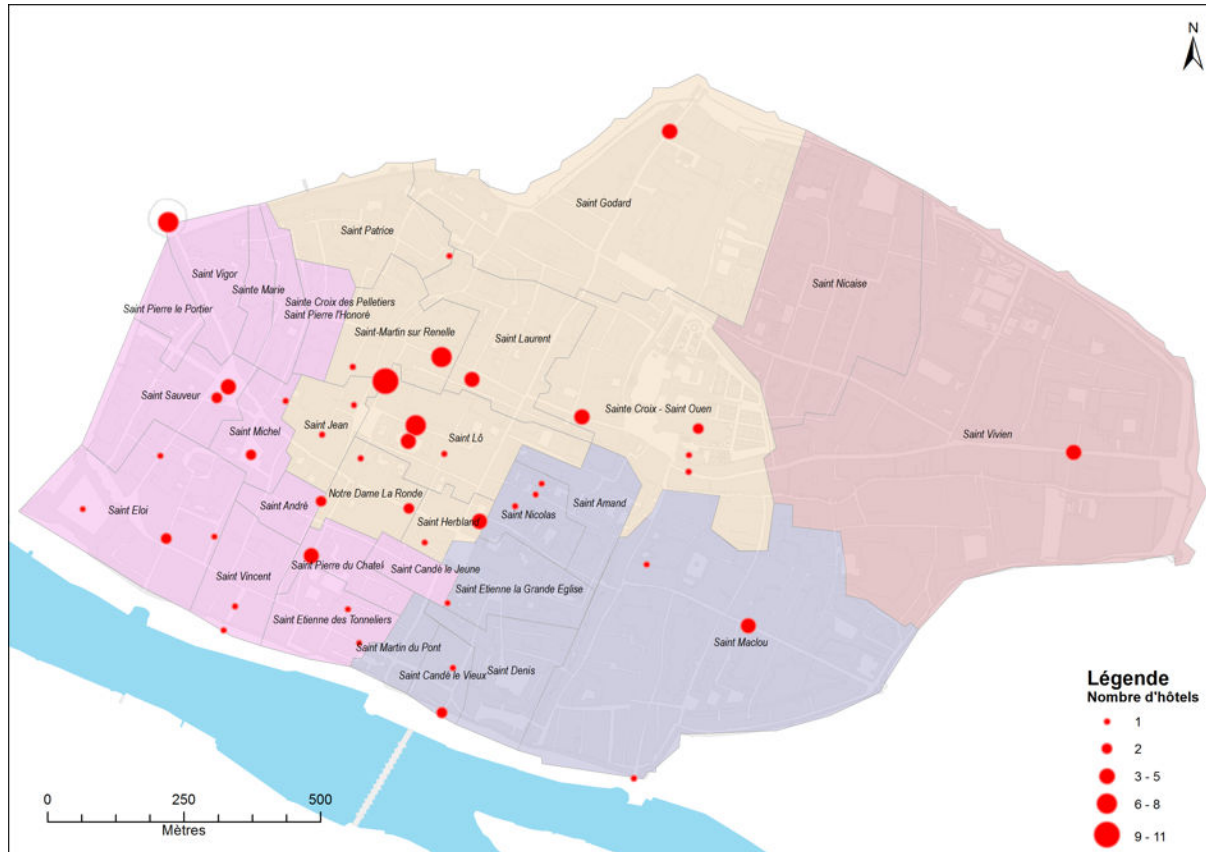 N
Saint Godard
Saint Patrice
Saint Vigor
Sainte Marie
Saint Nicaise
Sainte Croix des Pelletiers
Saint Pierre le Portier
Saint Pierre l'Honoré
Saint-Martin sur Renelle
Saint Laurent
Saint Sauveur
Sainte Croix - Saint Ouen
Saint Michel
Saint Jean
Saint Lô
Saint Vivien
Notre Dame La Ronde
Saint André
Saint Amand
Saint Eloi
Saint Nicolas
Saint Herbland
Saint Pierre du Chatel
Saint Candé le Jeune
Saint Vincent
Saint Etienne la Grande Eglise
Saint Etienne des Tonneliers
Saint Maclou
Saint Martin du Pont
Saint Denis
Saint Candé le Vieux
Légende
Nombre d'hôtels
1
2
3 - 5
6 - 8
9 - 11
0 250 500
Mètres